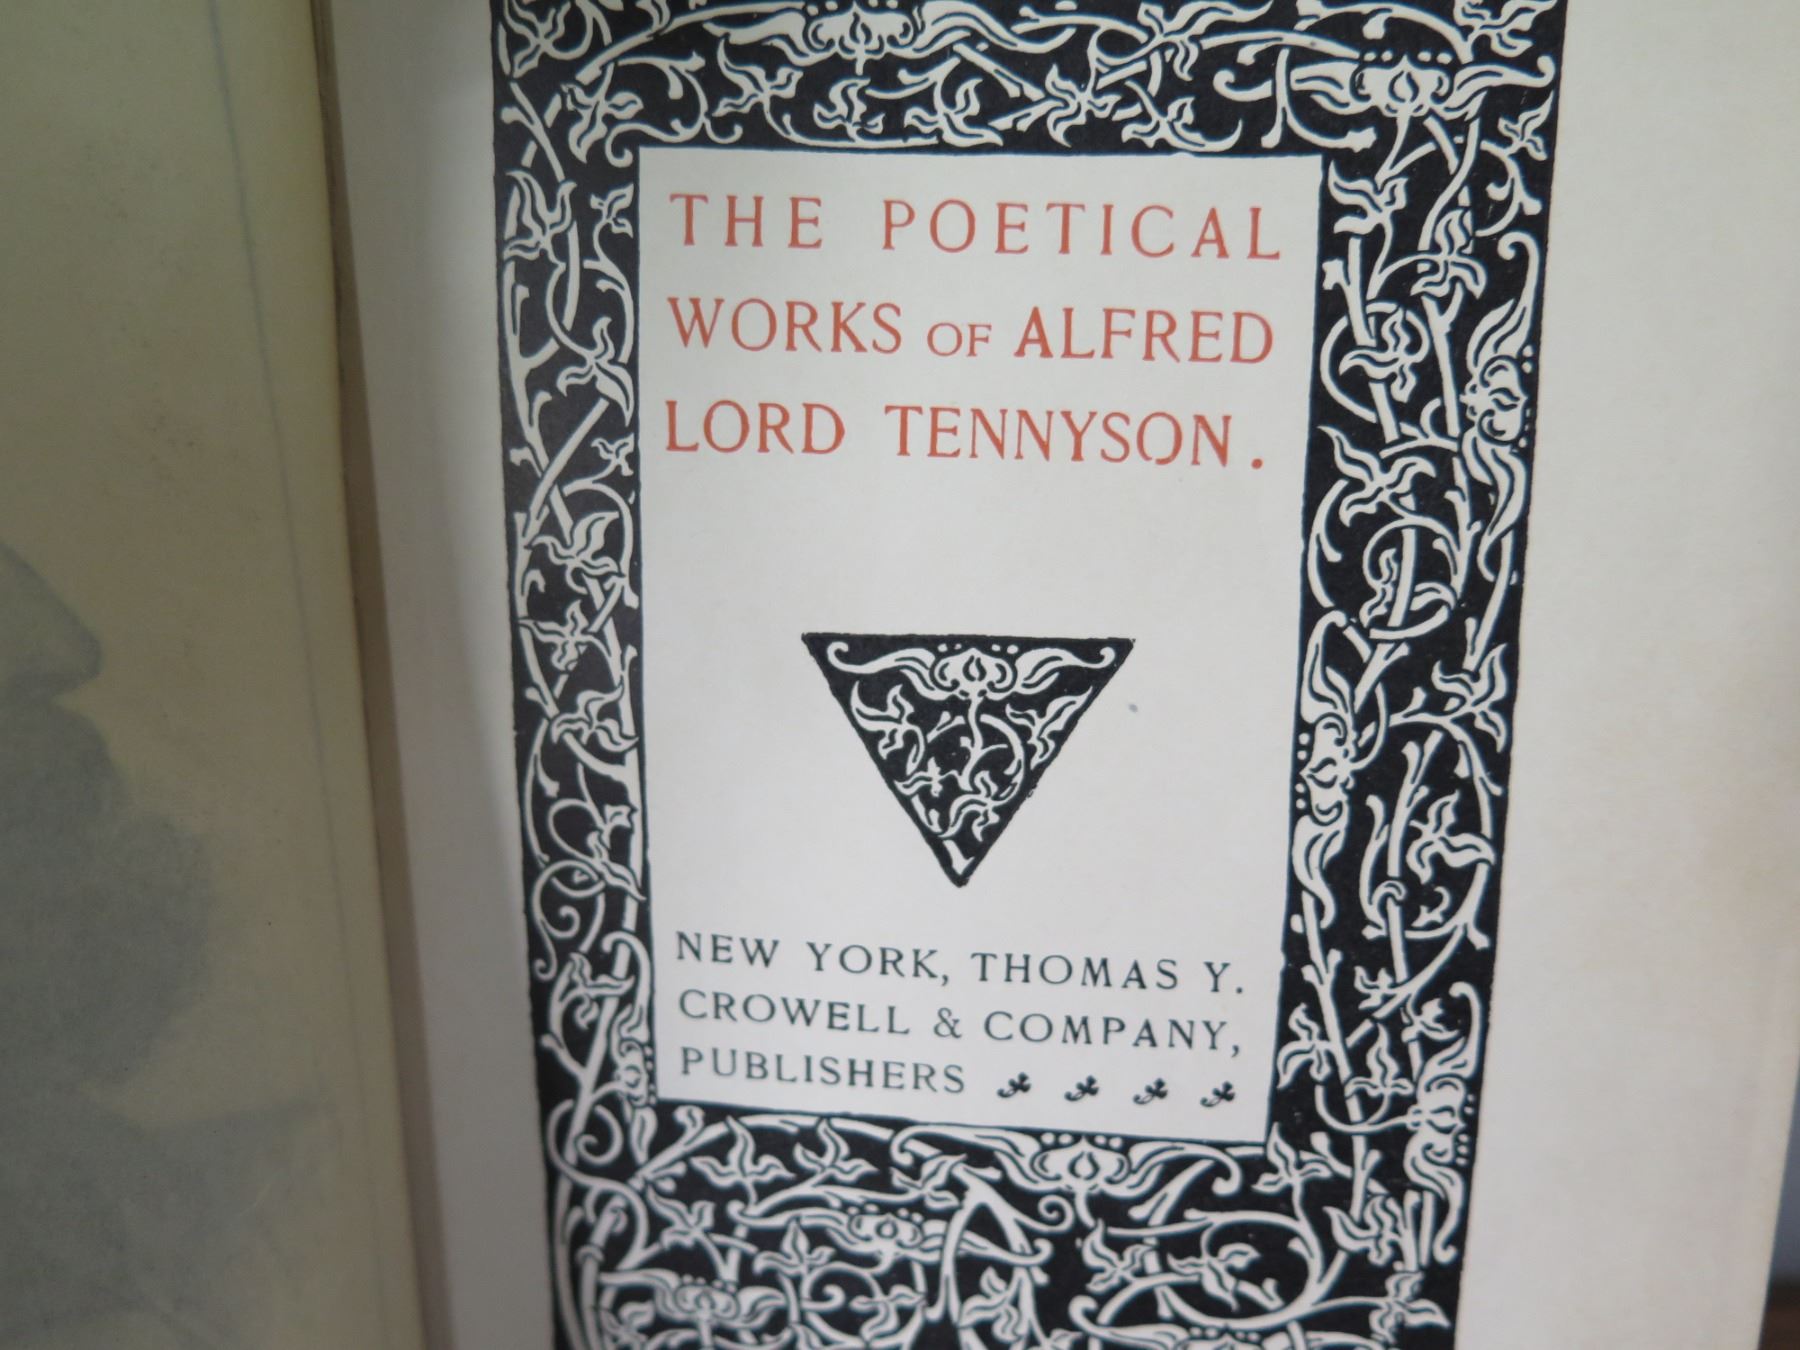 THE POETICAL
WORKS OF ALFRED
LORD TENNYSON.
NEW YORK, THOMAS Y.
CROWELL & COMPANY,
PUBLISHERS